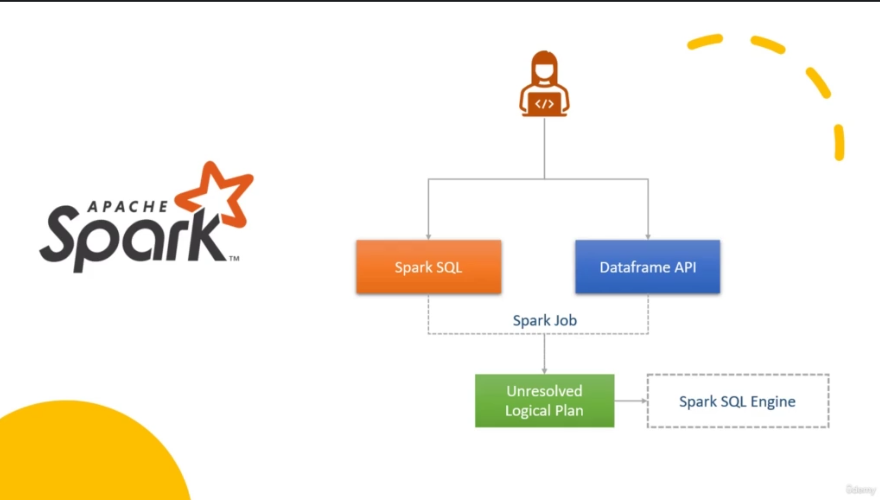 APACHE
Spark™
</>
Spark SQL
Dataframe API
Spark Job
Unresolved
Logical Plan
Spark SQL Engine
Udemy